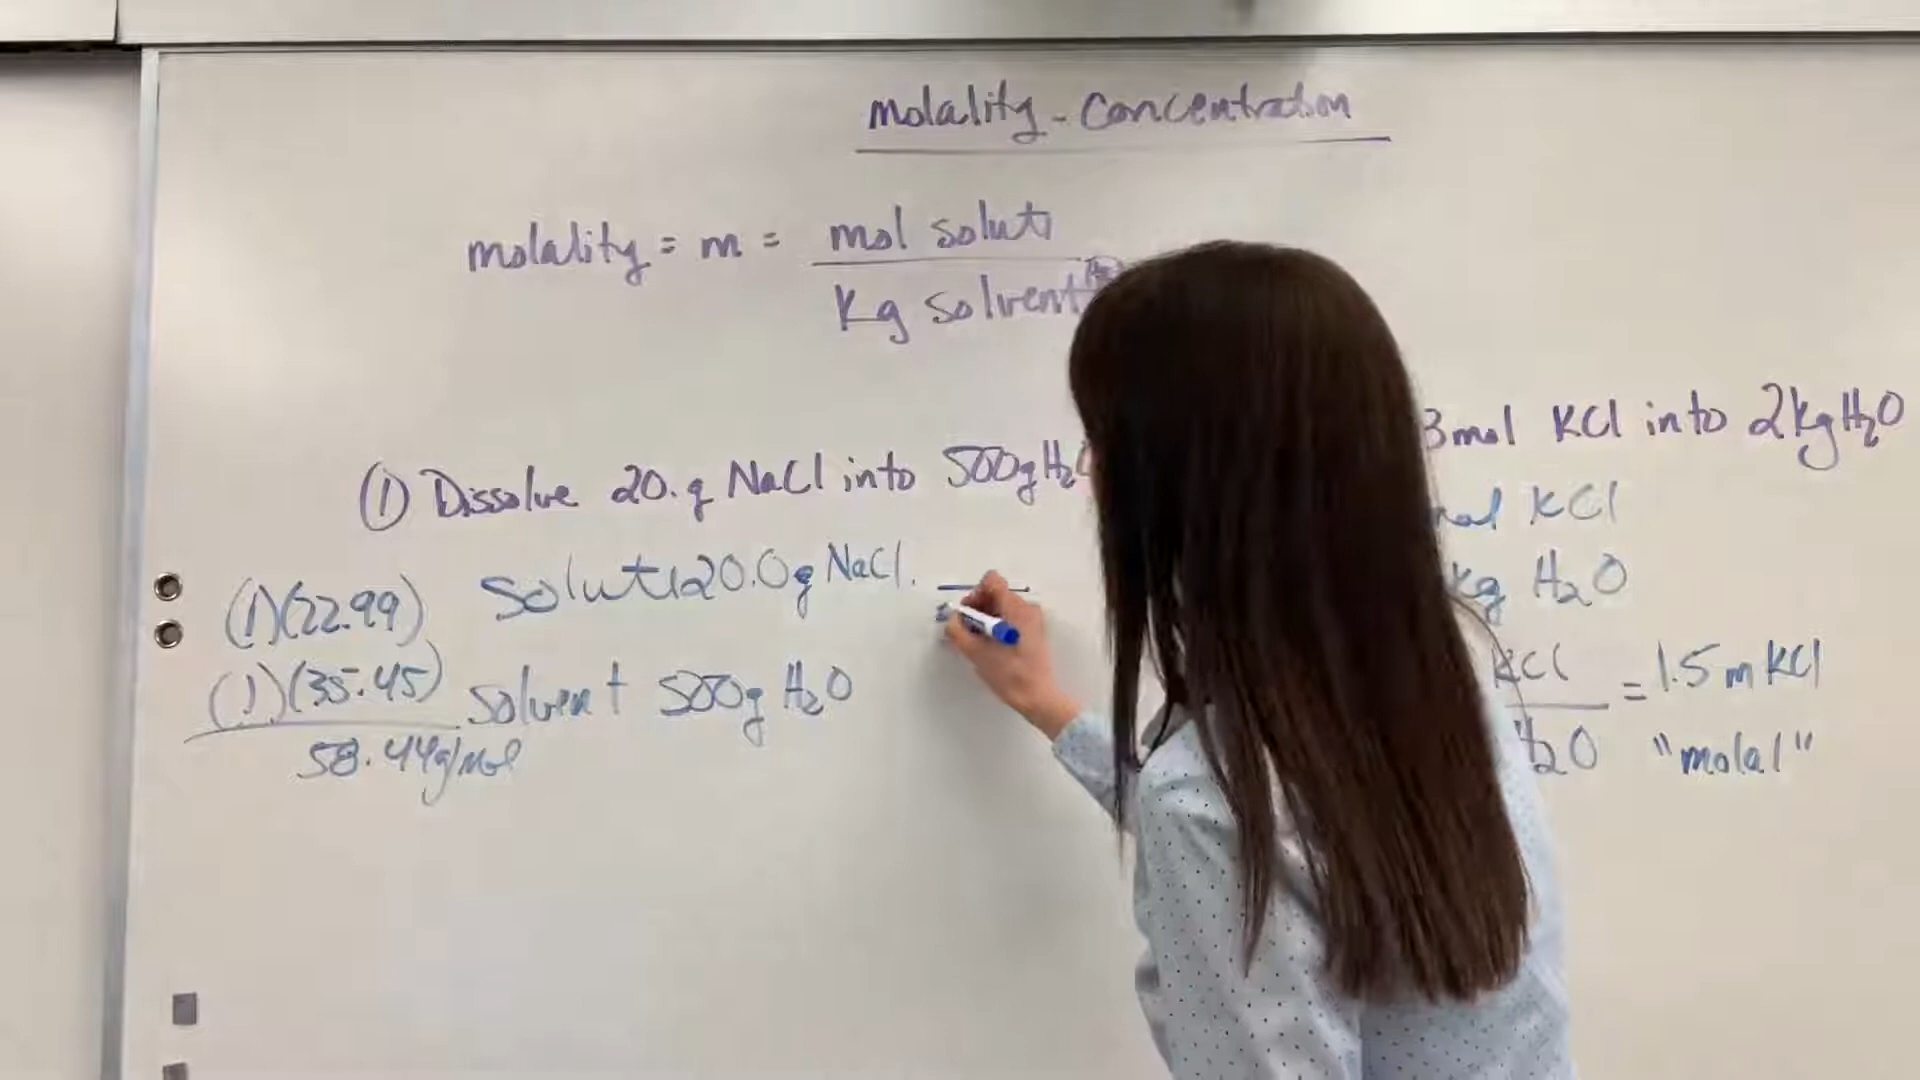 molality - Concentration
molality = m = mol solute
Kg solvent
① Dissolve 20. g NaCl into 500g H₂O
Solute 20.0g NaCl.
(1)(22.99)
(1)(35.45)
58.44g/mol
solvent 500g H₂O
3mol KCl into 2kg H₂O
mol KCl
kg H₂O
KCl = 1.5 m KCl
H₂O "molal"